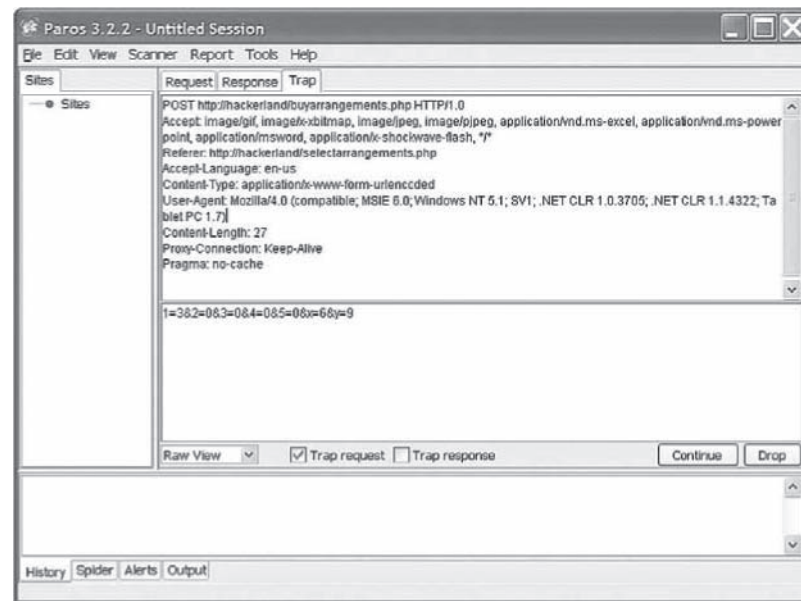 Paros 3.2.2 - Untitled Session
File Edit View Scanner Report Tools Help
Sites
Request Response Trap
Sites
POST http://hackerland/buyarrangements.php HTTP/1.0
Accept: image/gif, image/x-xbitmap, image/jpeg, image/pjpeg, application/vnd.ms-excel, application/vnd.ms-power
point, application/msword, application/x-shockwave-flash, */*
Referer: http://hackerland/selectarrangements.php
Accept-Language: en-us
Content-Type: application/x-www-form-urlencoded
User-Agent: Mozilla/4.0 (compatible; MSIE 6.0; Windows NT 5.1; SV1; .NET CLR 1.0.3705; .NET CLR 1.1.4322; Ta
blet PC 1.7)
Content-Length: 27
Proxy-Connection: Keep-Alive
Pragma: no-cache
1=3&2=0&3=0&4=0&5=0&x=6&y=9
Raw View Trap request Trap response Continue Drop
History Spider Alerts Output